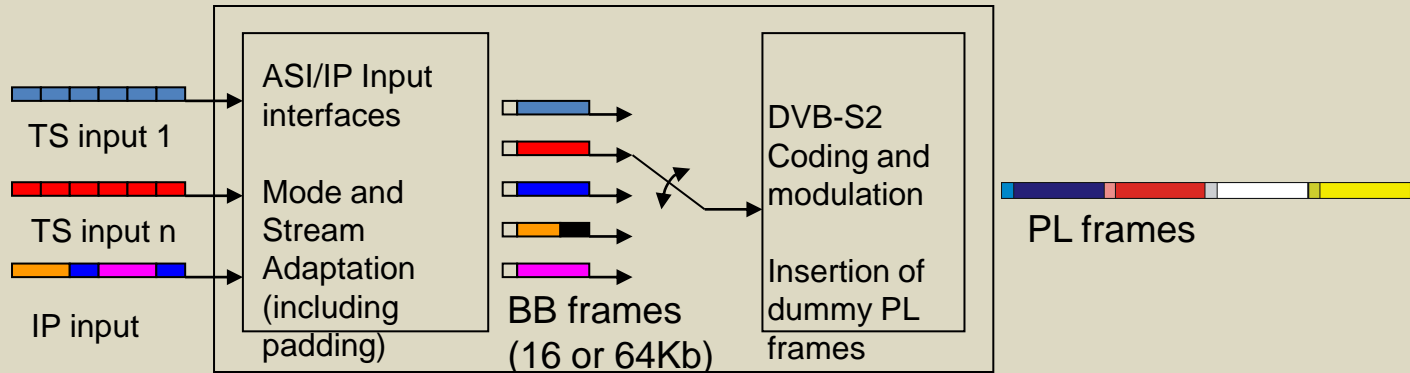 TS input 1
TS input n
IP input
ASI/IP Input
interfaces
Mode and
Stream
Adaptation
(including
padding)
BB frames
(16 or 64Kb)
DVB-S2
Coding and
modulation
Insertion of
dummy PL
frames
PL frames